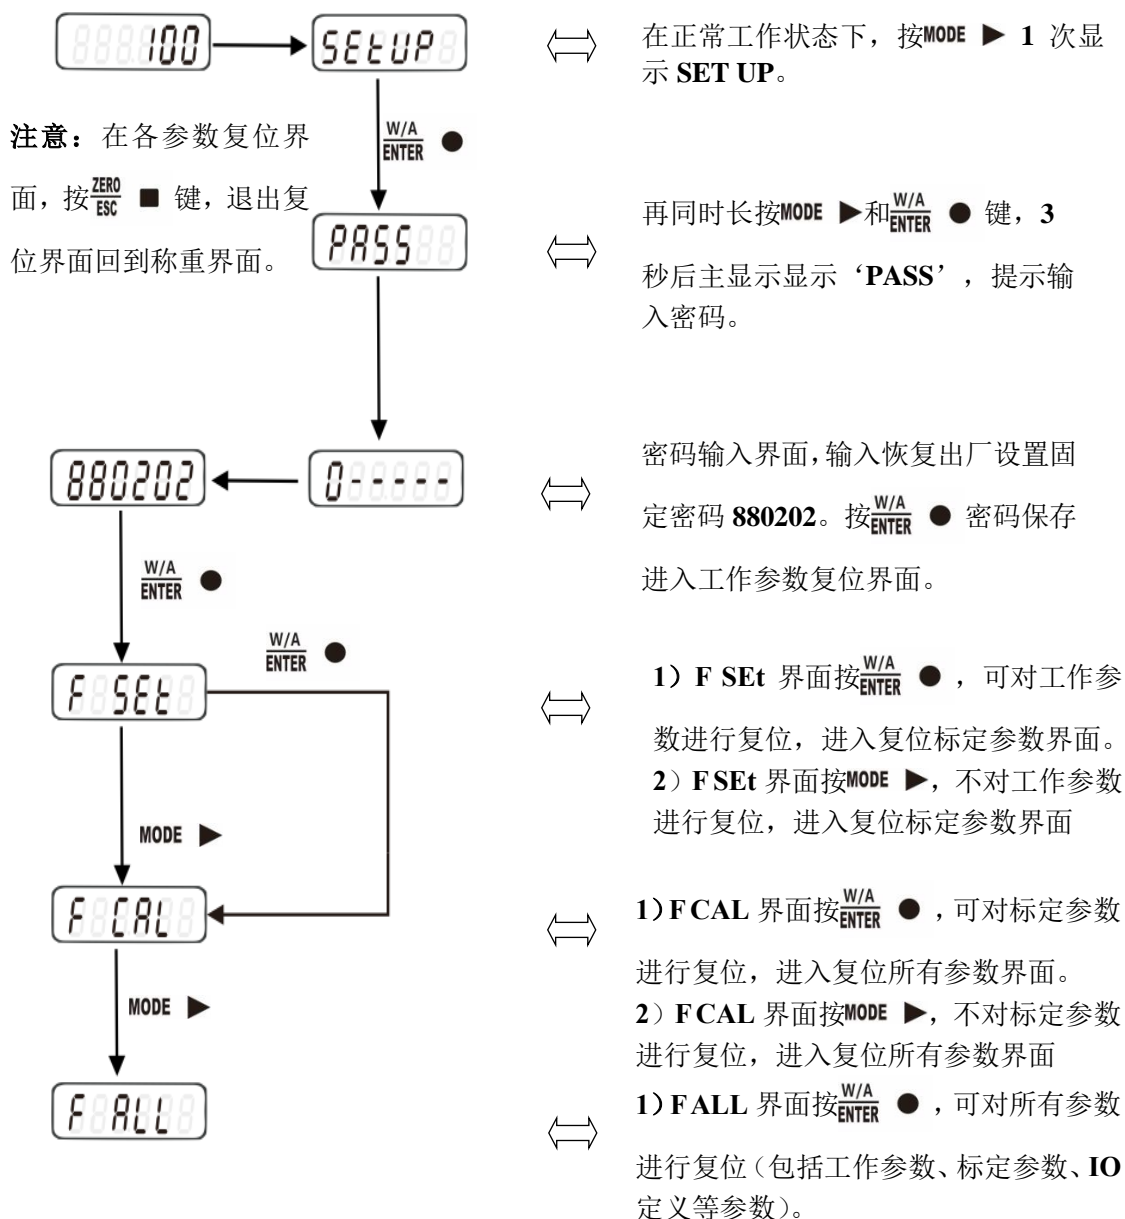 100
SEtUP
在正常工作状态下，按MODE ▶ 1 次显
示 SET UP。
注意：在各参数复位界
面，按ZERO/ESC ■ 键，退出复
位界面回到称重界面。
W/A
ENTER ●
PASS
再同时长按MODE ▶和W/A/ENTER ● 键，3
秒后主显示显示‘PASS’，提示输
入密码。
880202
0-----
密码输入界面，输入恢复出厂设置固
定密码 880202。按W/A/ENTER ● 密码保存
进入工作参数复位界面。
W/A
ENTER ●
W/A
ENTER ●
F SEt
1）F SEt 界面按W/A/ENTER ● ，可对工作参
数进行复位，进入复位标定参数界面。
2）F SEt 界面按MODE ▶，不对工作参数
进行复位，进入复位标定参数界面
MODE ▶
F CAL
1）F CAL 界面按W/A/ENTER ● ，可对标定参数
进行复位，进入复位所有参数界面。
2）F CAL 界面按MODE ▶，不对标定参数
进行复位，进入复位所有参数界面
MODE ▶
F ALL
1）F ALL 界面按W/A/ENTER ● ，可对所有参数
进行复位（包括工作参数、标定参数、IO
定义等参数）。